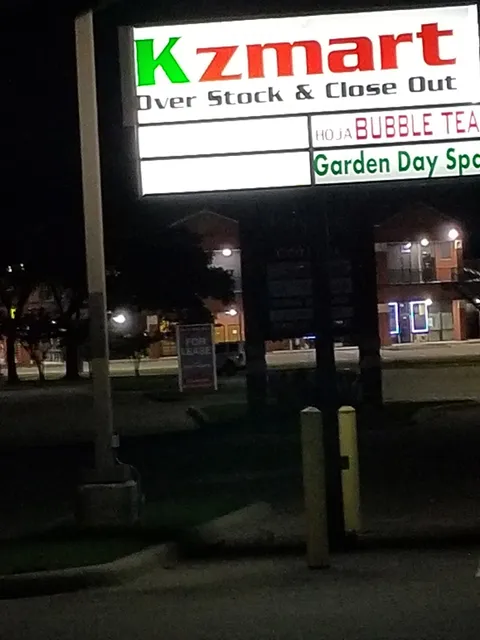 Kzmart
Over Stock & Close Out
HOJA BUBBLE TEA
Garden Day Spa
FOR
LEASE